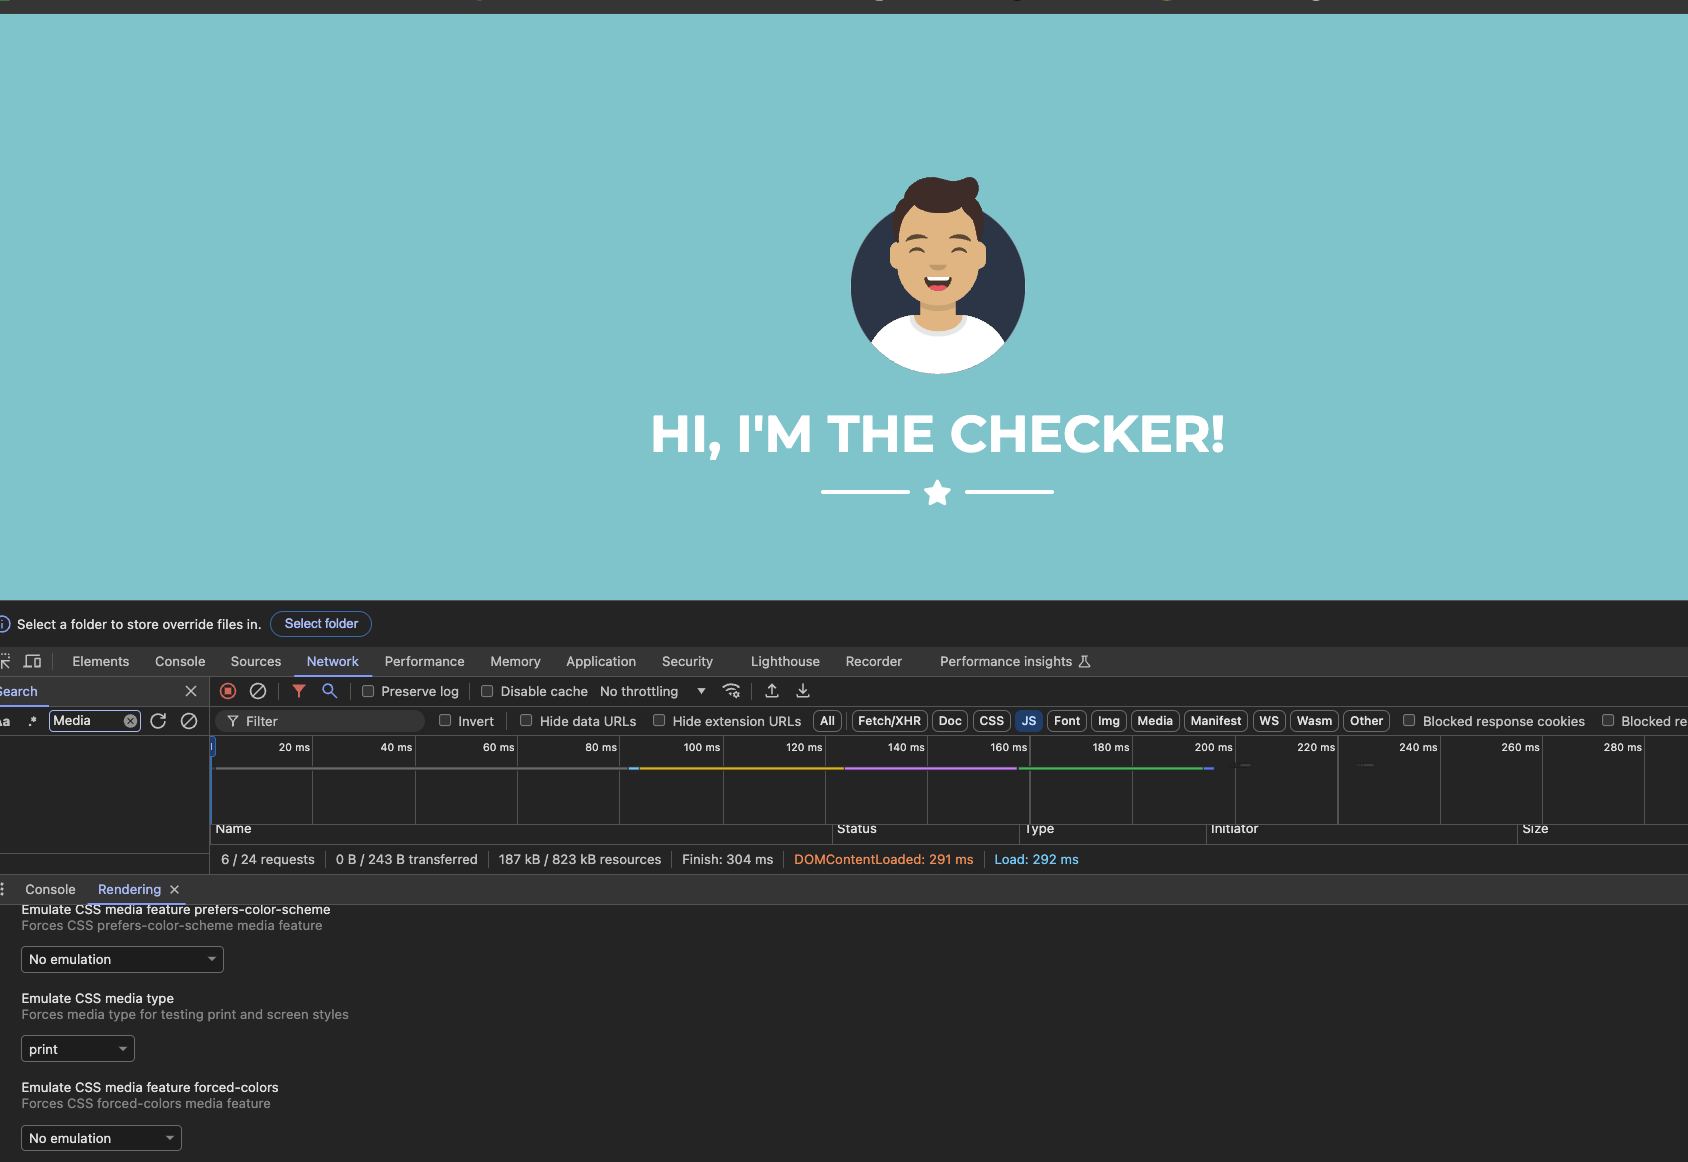 HI, I'M THE CHECKER!
Select a folder to store override files in. Select folder
Elements Console Sources Network Performance Memory Application Security Lighthouse Recorder Performance insights
Search
Preserve log Disable cache No throttling
Aa .* Media
Filter Invert Hide data URLs Hide extension URLs All Fetch/XHR Doc CSS JS Font Img Media Manifest WS Wasm Other Blocked response cookies Blocked re
20 ms 40 ms 60 ms 80 ms 100 ms 120 ms 140 ms 160 ms 180 ms 200 ms 220 ms 240 ms 260 ms 280 ms
Name Status Type Initiator Size
6 / 24 requests 0 B / 243 B transferred 187 kB / 823 kB resources Finish: 304 ms DOMContentLoaded: 291 ms Load: 292 ms
Console Rendering
Emulate CSS media feature prefers-color-scheme
Forces CSS prefers-color-scheme media feature
No emulation
Emulate CSS media type
Forces media type for testing print and screen styles
print
Emulate CSS media feature forced-colors
Forces CSS forced-colors media feature
No emulation